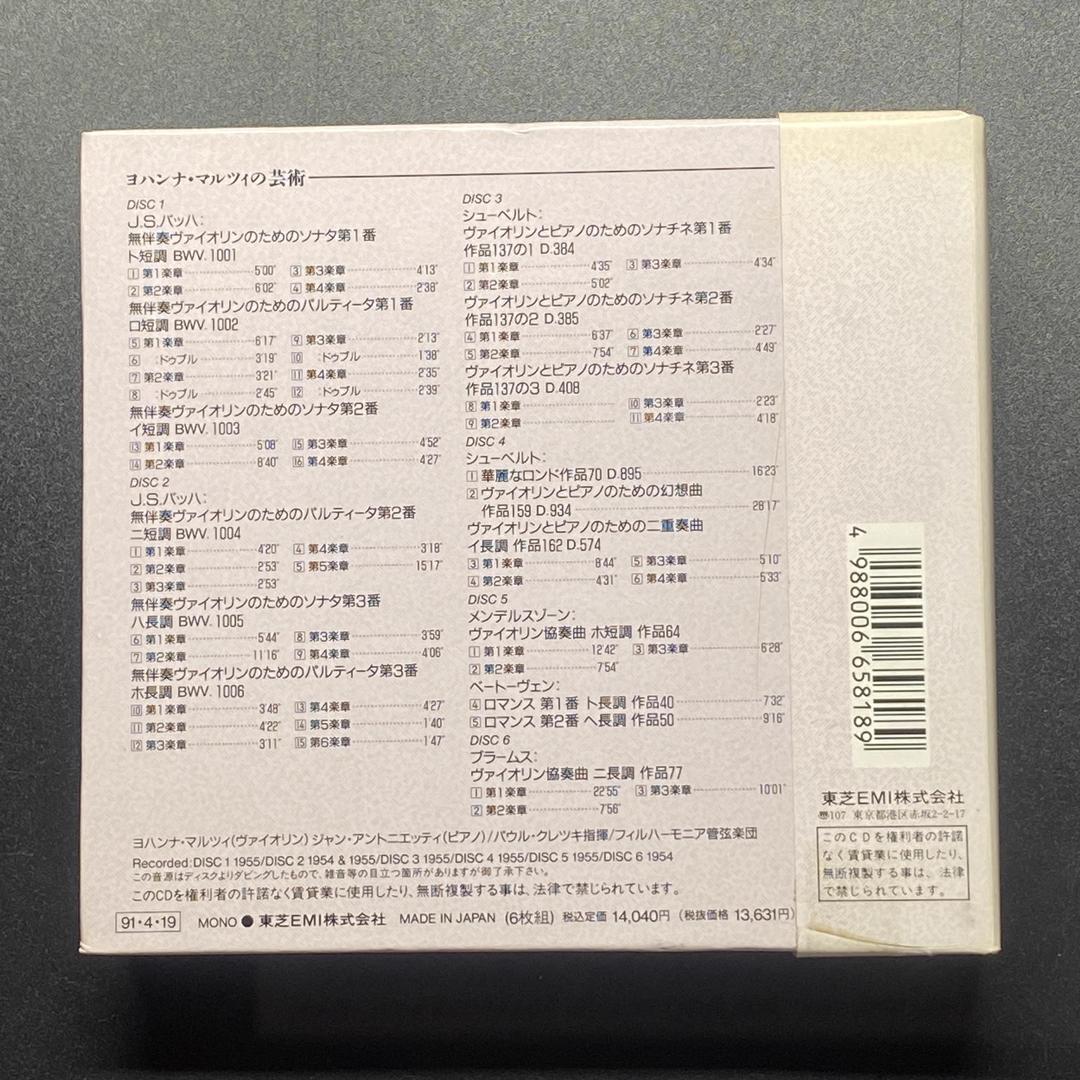 ヨハンナ・マルツィの芸術
DISC 1
J.S.バッハ:
無伴奏ヴァイオリンのためのソナタ第1番
ト短調 BWV.1001
1 第1楽章 5'00" 3 第3楽章 4'13"
2 第2楽章 6'02" 4 第4楽章 2'38"
無伴奏ヴァイオリンのためのパルティータ第1番
ロ短調 BWV.1002
5 第1楽章 6'17" 9 第3楽章 2'13"
6 :ドゥブル 3'19" 10 :ドゥブル 1'38"
7 第2楽章 3'21" 11 第4楽章 2'35"
8 :ドゥブル 2'45" 12 :ドゥブル 2'39"
無伴奏ヴァイオリンのためのソナタ第2番
イ短調 BWV.1003
13 第1楽章 5'08" 15 第3楽章 4'52"
14 第2楽章 8'40" 16 第4楽章 4'27"
DISC 2
J.S.バッハ:
無伴奏ヴァイオリンのためのパルティータ第2番
ニ短調 BWV.1004
1 第1楽章 4'20" 4 第4楽章 3'18"
2 第2楽章 2'53" 5 第5楽章 15'17"
3 第3楽章 2'53"
無伴奏ヴァイオリンのためのソナタ第3番
ハ長調 BWV.1005
6 第1楽章 5'44" 8 第3楽章 3'59"
7 第2楽章 11'16" 9 第4楽章 4'06"
無伴奏ヴァイオリンのためのパルティータ第3番
ホ長調 BWV.1006
10 第1楽章 3'48" 13 第4楽章 4'27"
11 第2楽章 4'22" 14 第5楽章 1'40"
12 第3楽章 3'11" 15 第6楽章 1'47"
DISC 3
シューベルト:
ヴァイオリンとピアノのためのソナチネ第1番
作品137の1 D.384
1 第1楽章 4'35" 3 第3楽章 4'34"
2 第2楽章 5'02"
ヴァイオリンとピアノのためのソナチネ第2番
作品137の2 D.385
4 第1楽章 6'37" 6 第3楽章 2'27"
5 第2楽章 7'54" 7 第4楽章 4'49"
ヴァイオリンとピアノのためのソナチネ第3番
作品137の3 D.408
8 第1楽章 10 第3楽章 2'23"
9 第2楽章 11 第4楽章 4'18"
DISC 4
シューベルト:
1 華麗なロンド作品70 D.895 16'23"
2 ヴァイオリンとピアノのための幻想曲
作品159 D.934 28'17"
ヴァイオリンとピアノのための二重奏曲
イ長調 作品162 D.574
3 第1楽章 8'44" 5 第3楽章 5'10"
4 第2楽章 4'31" 6 第4楽章 5'33"
DISC 5
メンデルスゾーン:
ヴァイオリン協奏曲 ホ短調 作品64
1 第1楽章 12'42" 3 第3楽章 6'28"
2 第2楽章 7'54"
ベートーヴェン:
4 ロマンス 第1番 ト長調 作品40 7'32"
5 ロマンス 第2番 ヘ長調 作品50 9'16"
DISC 6
ブラームス:
ヴァイオリン協奏曲 ニ長調 作品77
1 第1楽章 22'55" 3 第3楽章 10'01"
2 第2楽章 7'56"
ヨハンナ・マルツィ(ヴァイオリン) ジャン・アントニエッティ(ピアノ)/パウル・クレツキ指揮/フィルハーモニア管弦楽団
Recorded:DISC 1 1955/DISC 2 1954 & 1955/DISC 3 1955/DISC 4 1955/DISC 5 1955/DISC 6 1954
この音源はディスクよりダビングしたもので、雑音等の目立つ箇所がありますが御了承下さい。
このCDを権利者の許諾なく賃貸業に使用したり、無断複製する事は、法律で禁じられています。
91・4・19 MONO ● 東芝EMI株式会社 MADE IN JAPAN (6枚組) 税込定価 14,040円 (税抜価格 13,631円)
4 988006 658189
東芝EMI株式会社
〠107 東京都港区赤坂2-2-17
このCDを権利者の許諾
なく賃貸業に使用したり、
無断複製する事は、法律
で禁じられています。